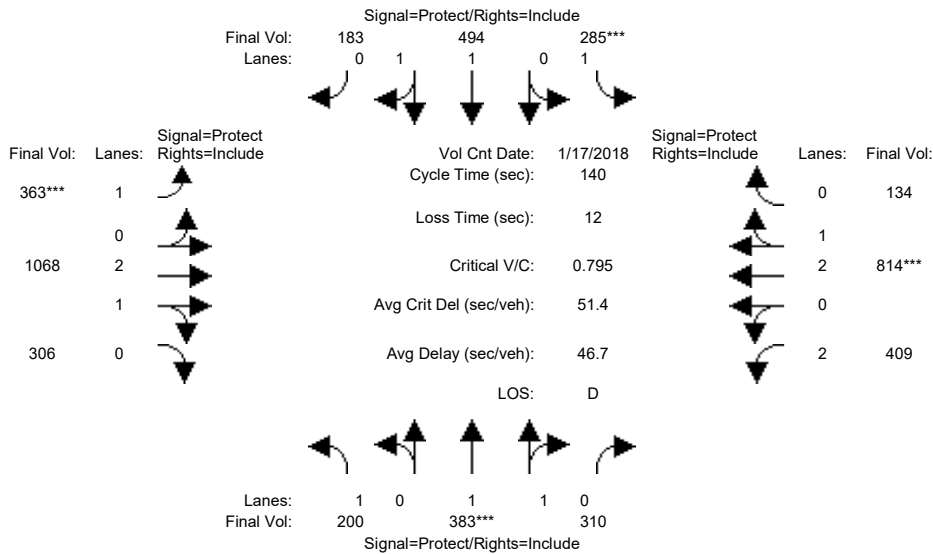 Signal=Protect/Rights=Include
Final Vol: 183 494 285***
Lanes: 0 1 1 0 1
Signal=Protect Signal=Protect
Final Vol: Lanes: Rights=Include Vol Cnt Date: 1/17/2018 Rights=Include Lanes: Final Vol:
Cycle Time (sec): 140
363*** 1 0 134
Loss Time (sec): 12
0 1
1068 2 Critical V/C: 0.795 2 814***
1 Avg Crit Del (sec/veh): 51.4 0
306 0 Avg Delay (sec/veh): 46.7 2 409
LOS: D
Lanes: 1 0 1 1 0
Final Vol: 200 383*** 310
Signal=Protect/Rights=Include